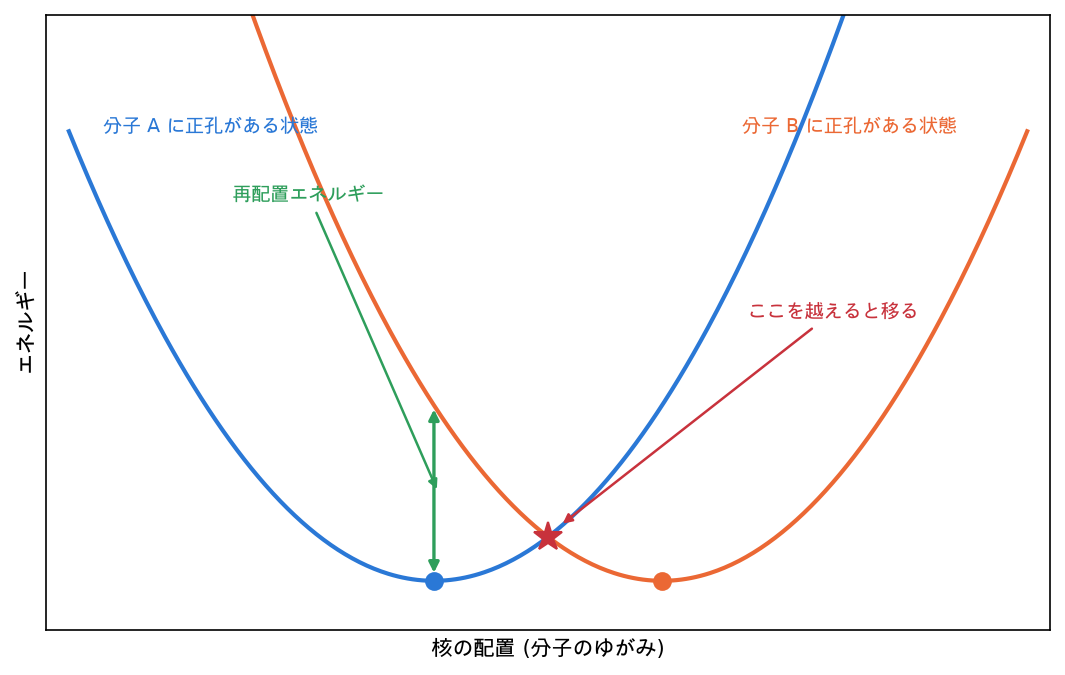 分子 A に正孔がある状態
分子 B に正孔がある状態
再配置エネルギー
ここを越えると移る
エネルギー
核の配置 (分子のゆがみ)